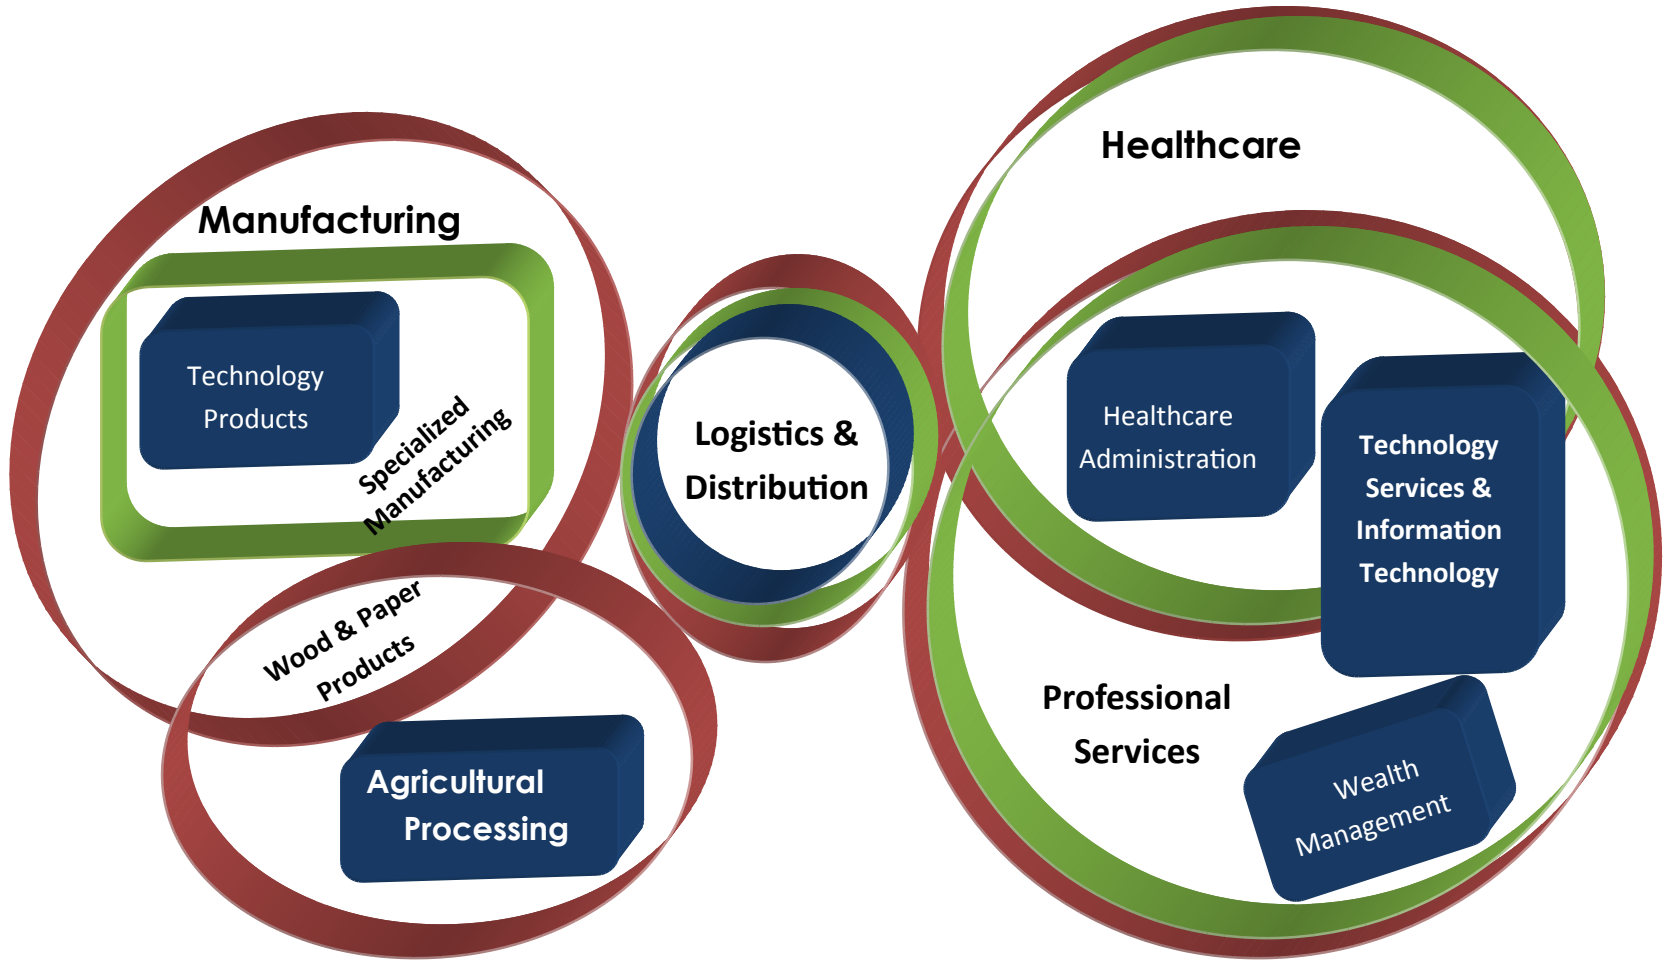 Healthcare
Manufacturing
Technology
Products
Specialized
Manufacturing
Wood & Paper
Products
Agricultural
Processing
Logistics &
Distribution
Healthcare
Administration
Technology
Services &
Information
Technology
Professional
Services
Wealth
Management